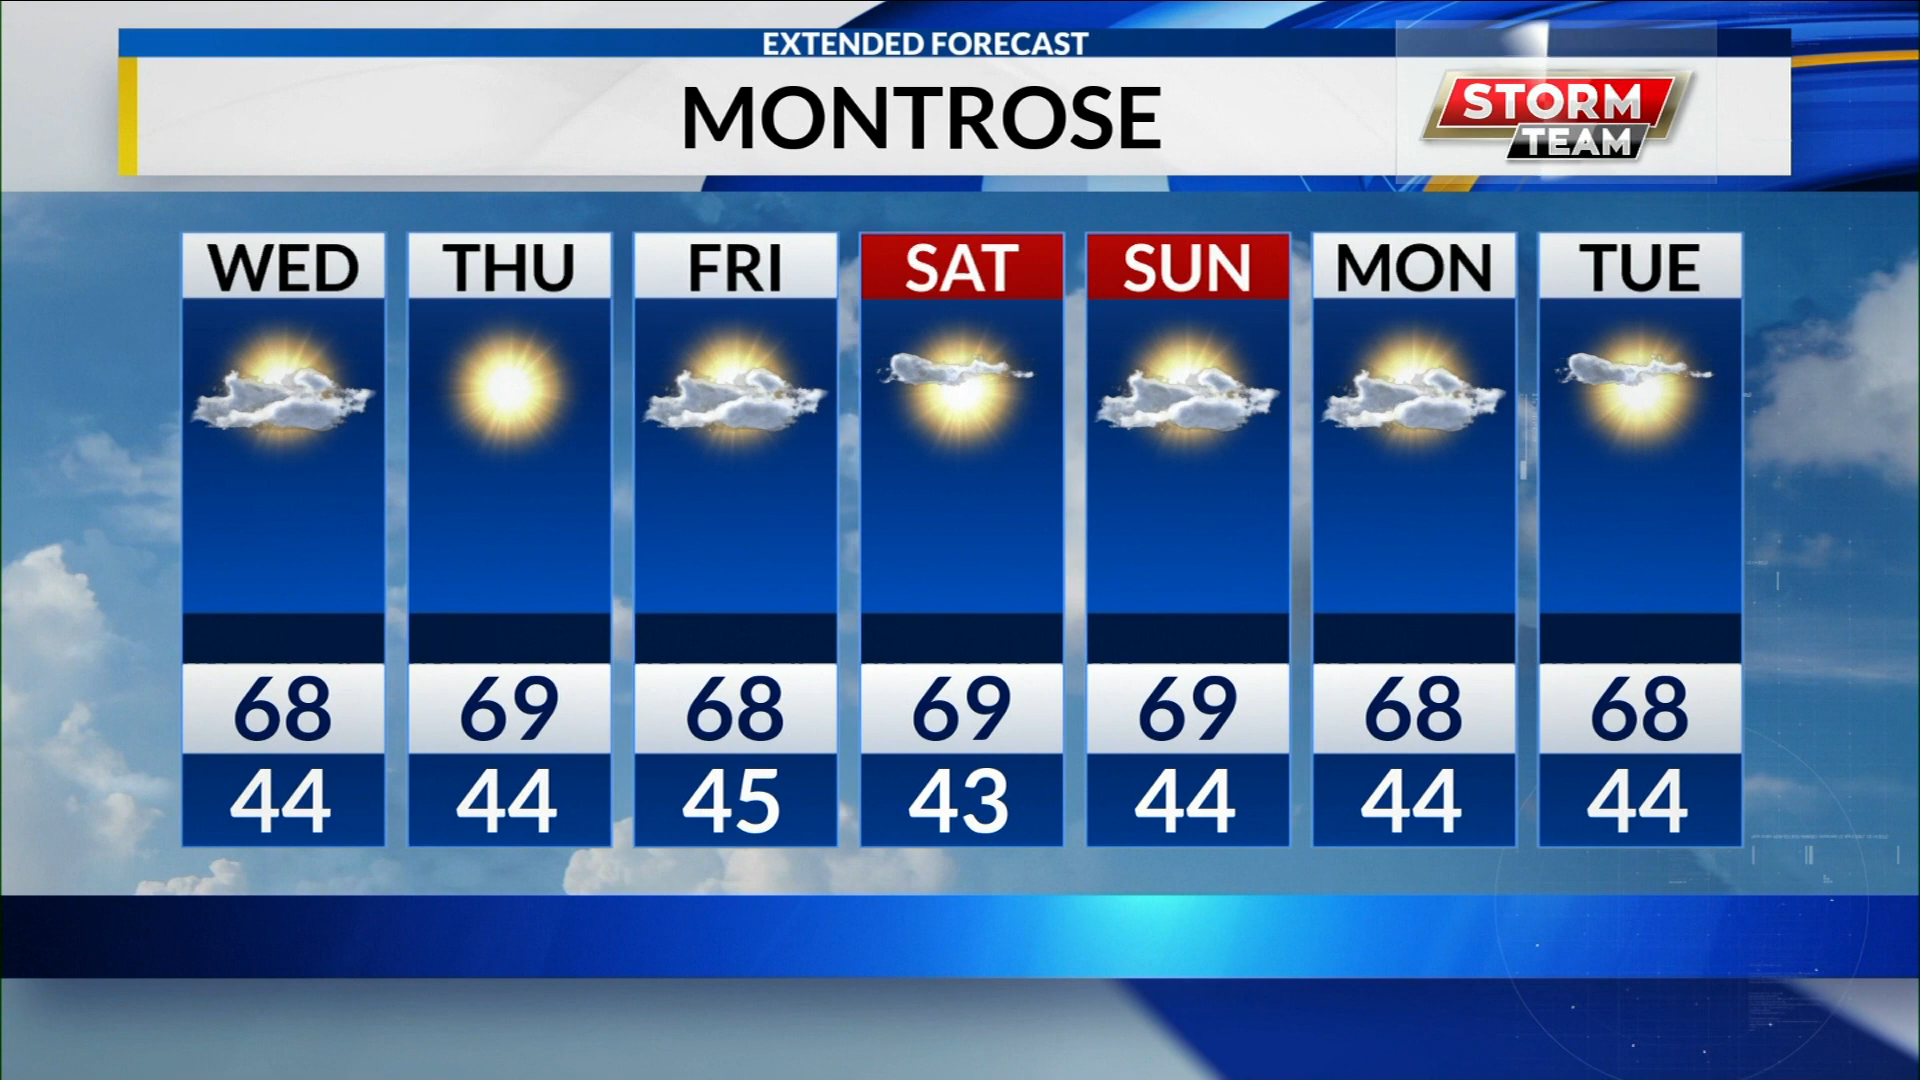 EXTENDED FORECAST
MONTROSE
STORM
TEAM
WED THU FRI SAT SUN MON TUE
68 69 68 69 69 68 68
44 44 45 43 44 44 44